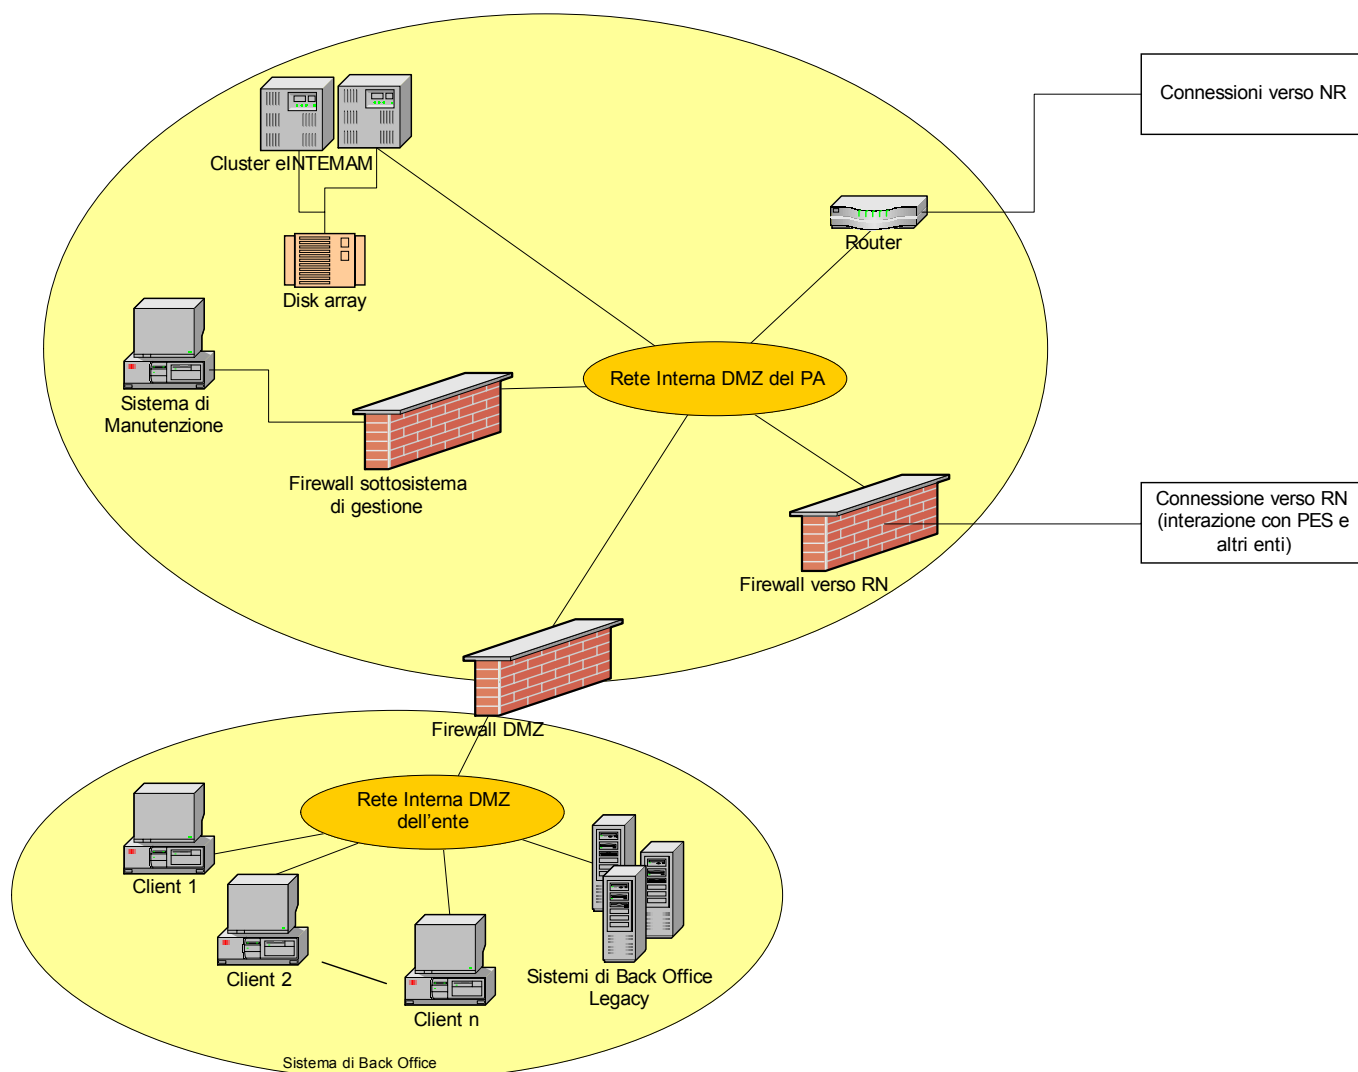 Connessioni verso NR
Cluster eINTEMAM
Router
Disk array
Rete Interna DMZ del PA
Sistema di
Manutenzione
Firewall sottosistema
di gestione
Connessione verso RN
(interazione con PES e
altri enti)
Firewall verso RN
Firewall DMZ
Rete Interna DMZ
dell'ente
Client 1
Client 2
Client n
Sistemi di Back Office
Legacy
Sistema di Back Office